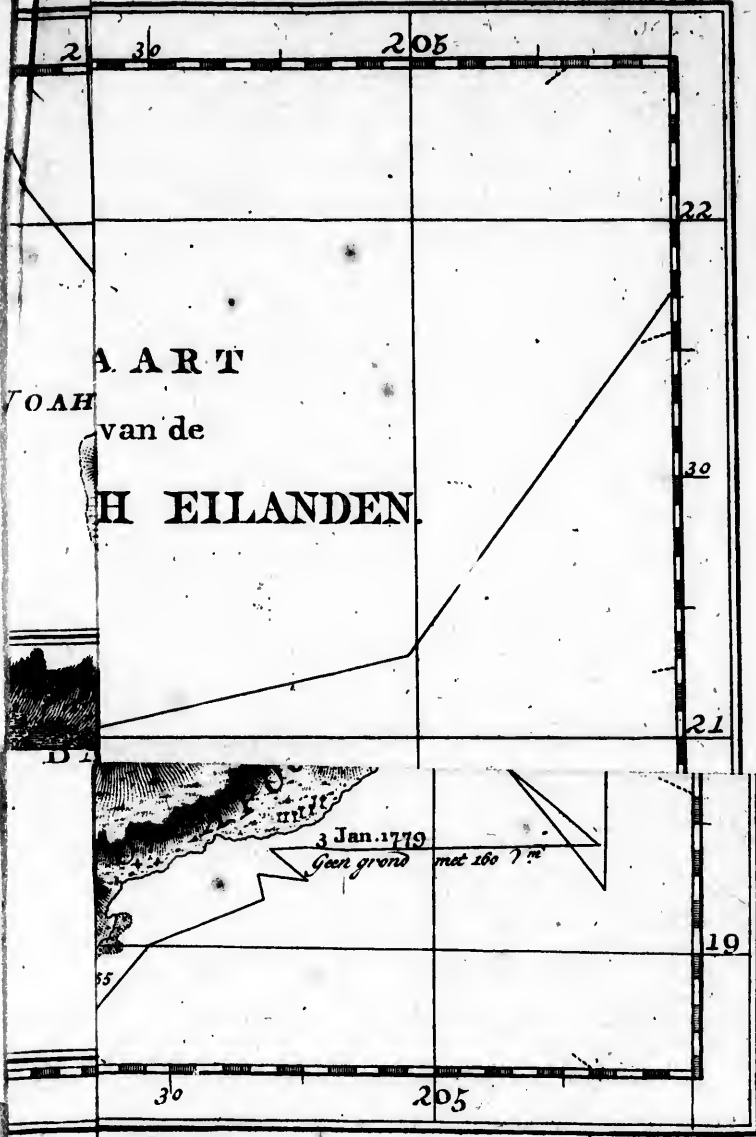 2 30 205
22
AART
OAH
van de
30
H EILANDEN.
21
3 Jan. 1779
Geen grond met 160
19
55
30 205